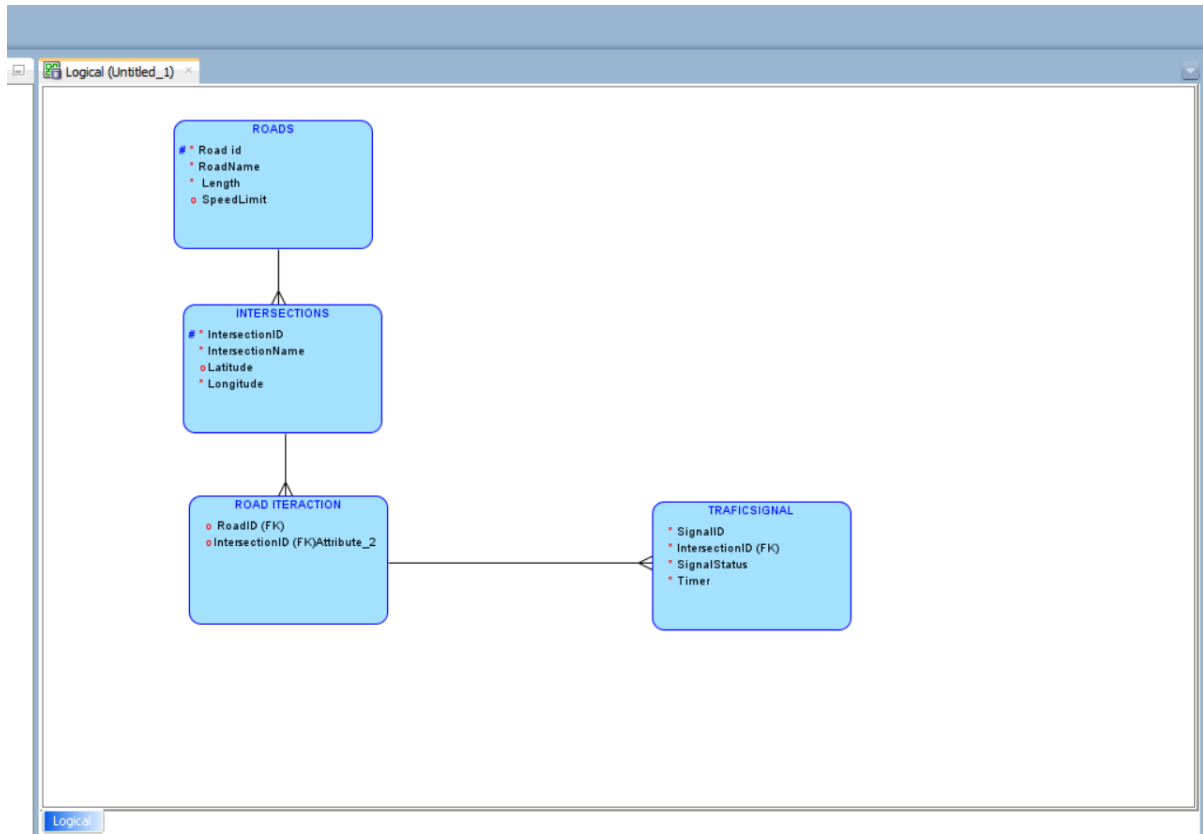 Logical (Untitled_1)
ROADS
# * Road id
* RoadName
* Length
o SpeedLimit
INTERSECTIONS
# * IntersectionID
* IntersectionName
o Latitude
* Longitude
ROAD ITERACTION
o RoadID (FK)
o IntersectionID (FK)Attribute_2
TRAFICSIGNAL
* SignalID
* IntersectionID (FK)
* SignalStatus
* Timer
Logical